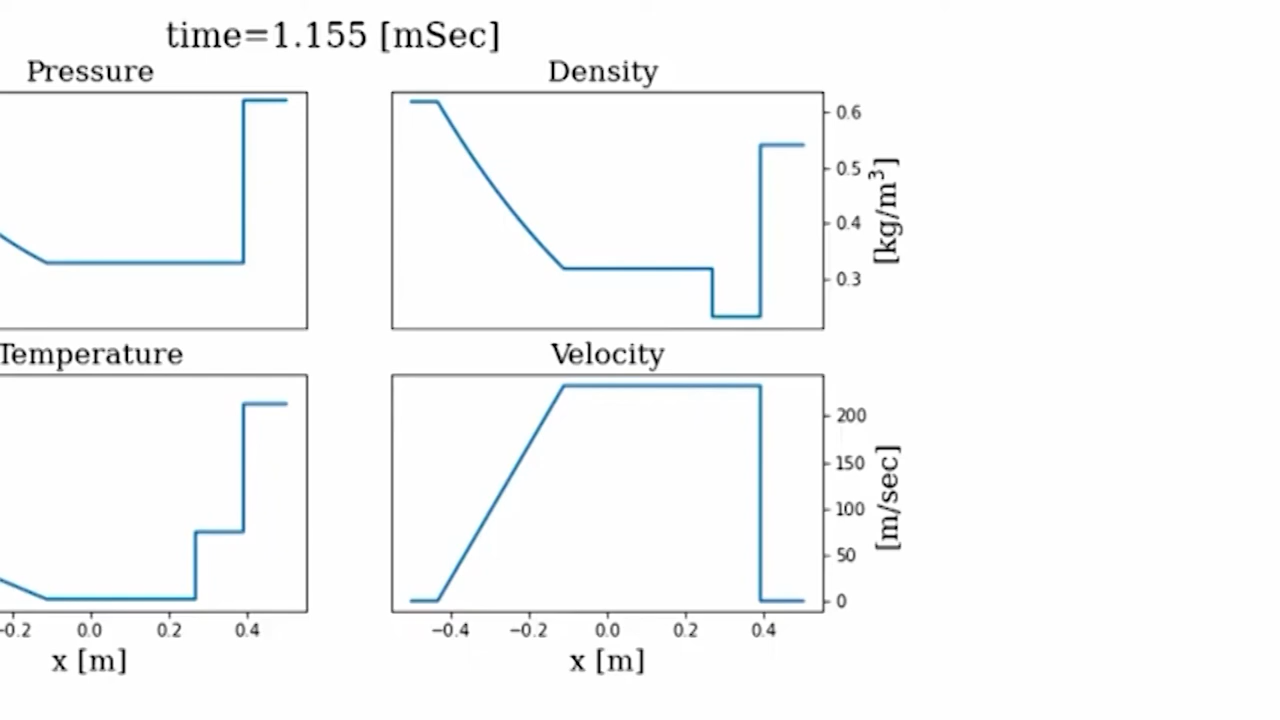 time=1.155 [mSec]
Pressure
Density
0.6
0.5
0.4
0.3
[kg/m³]
Temperature
Velocity
200
150
100
50
0
[m/sec]
−0.2 0.0 0.2 0.4
x [m]
−0.4 −0.2 0.0 0.2 0.4
x [m]